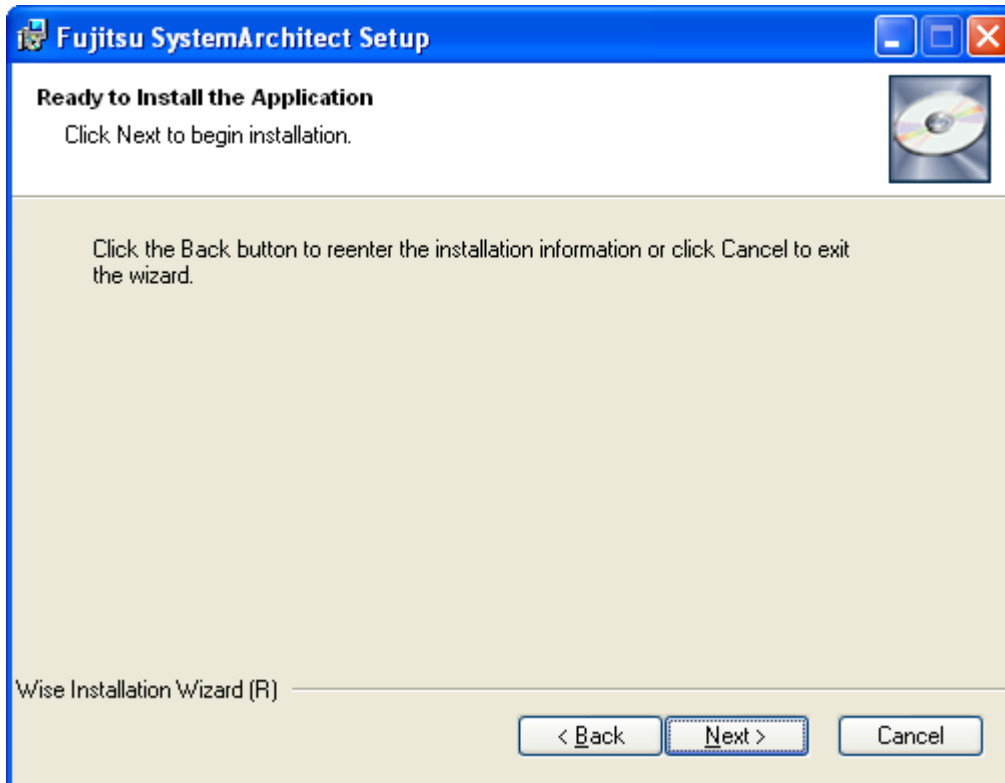 Fujitsu SystemArchitect Setup
Ready to Install the Application
Click Next to begin installation.
Click the Back button to reenter the installation information or click Cancel to exit
the wizard.
Wise Installation Wizard (R)
< Back
Next >
Cancel